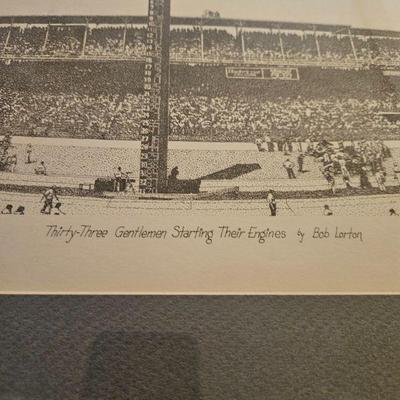 Thirty-Three Gentlemen Starting Their Engines by Bob Lorton